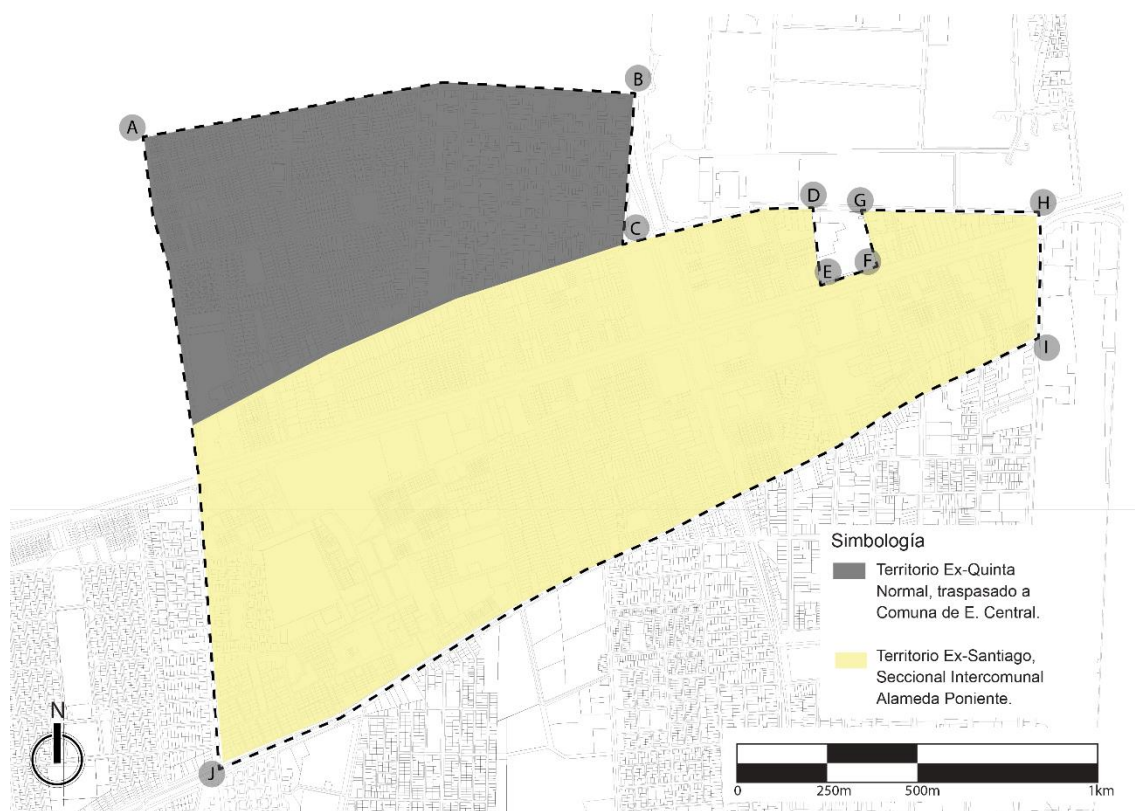 B
A
D
G
H
C
F
E
I
Simbología
Territorio Ex-Quinta
Normal, traspasado a
Comuna de E. Central.
Territorio Ex-Santiago,
Seccional Intercomunal
Alameda Poniente.
N
J
0 250m 500m 1km